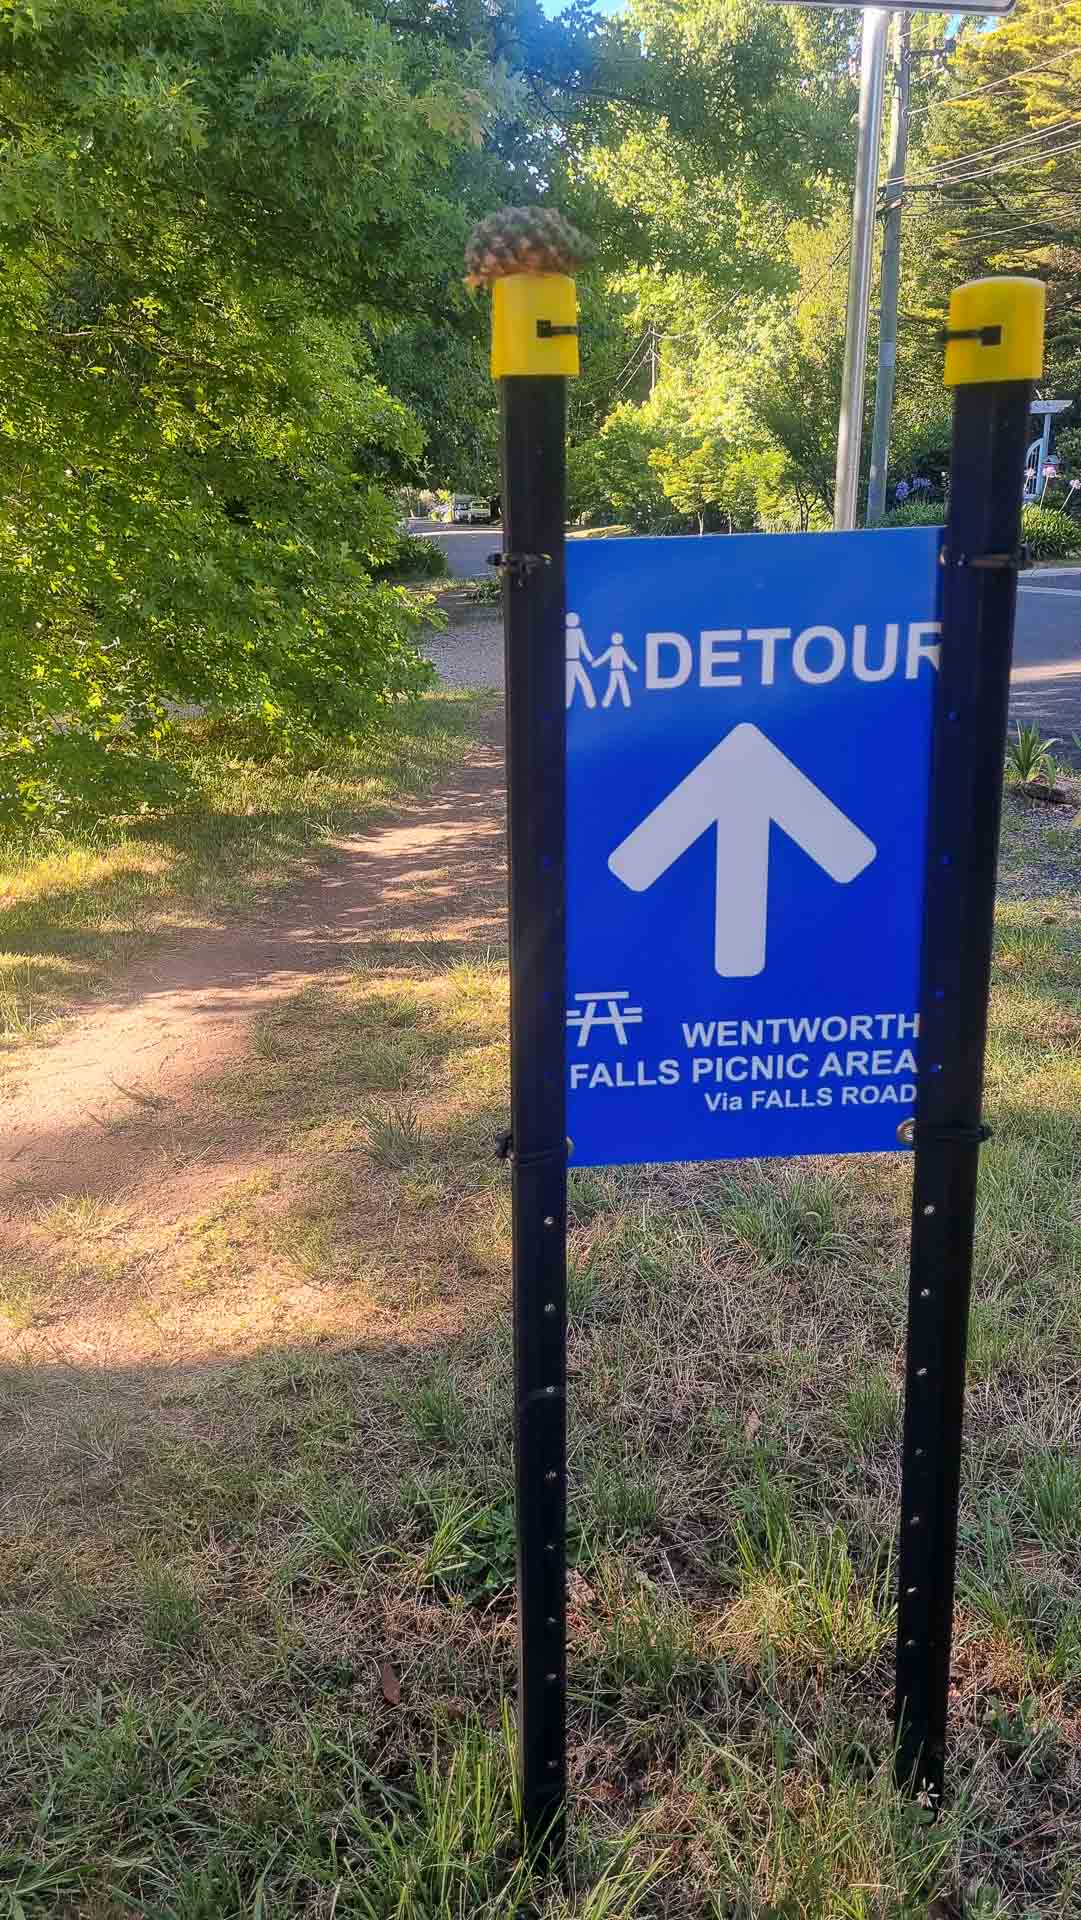 DETOUR
WENTWORTH
FALLS PICNIC AREA
Via FALLS ROAD